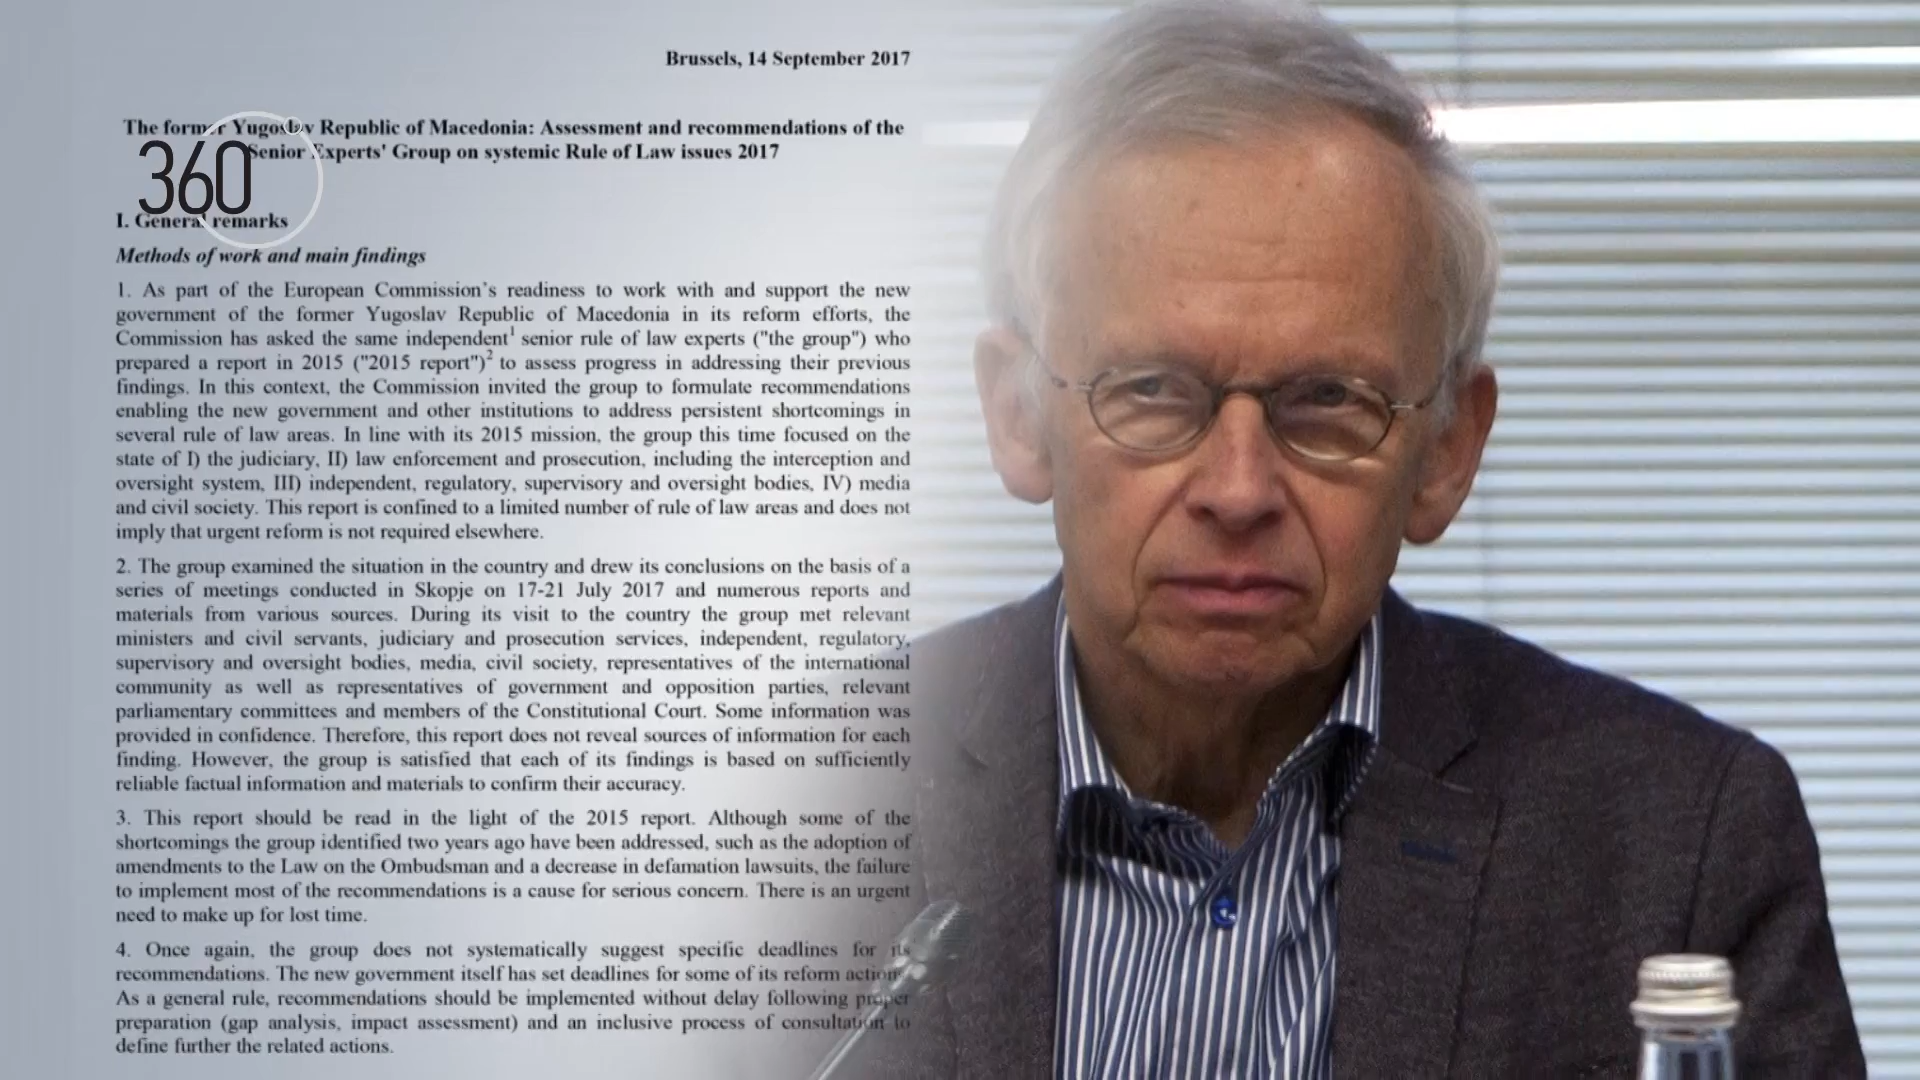 Brussels, 14 September 2017
The former Yugoslav Republic of Macedonia: Assessment and recommendations of the
Senior Experts' Group on systemic Rule of Law issues 2017
360
I. General remarks
Methods of work and main findings
1. As part of the European Commission's readiness to work with and support the new
government of the former Yugoslav Republic of Macedonia in its reform efforts, the
Commission has asked the same independent1 senior rule of law experts ("the group") who
prepared a report in 2015 ("2015 report")2 to assess progress in addressing their previous
findings. In this context, the Commission invited the group to formulate recommendations
enabling the new government and other institutions to address persistent shortcomings in
several rule of law areas. In line with its 2015 mission, the group this time focused on the
state of I) the judiciary, II) law enforcement and prosecution, including the interception and
oversight system, III) independent, regulatory, supervisory and oversight bodies, IV) media
and civil society. This report is confined to a limited number of rule of law areas and does not
imply that urgent reform is not required elsewhere.
2. The group examined the situation in the country and drew its conclusions on the basis of a
series of meetings conducted in Skopje on 17-21 July 2017 and numerous reports and
materials from various sources. During its visit to the country the group met relevant
ministers and civil servants, judiciary and prosecution services, independent, regulatory,
supervisory and oversight bodies, media, civil society, representatives of the international
community as well as representatives of government and opposition parties, relevant
parliamentary committees and members of the Constitutional Court. Some information was
provided in confidence. Therefore, this report does not reveal sources of information for each
finding. However, the group is satisfied that each of its findings is based on sufficiently
reliable factual information and materials to confirm their accuracy.
3. This report should be read in the light of the 2015 report. Although some of the
shortcomings the group identified two years ago have been addressed, such as the adoption of
amendments to the Law on the Ombudsman and a decrease in defamation lawsuits, the failure
to implement most of the recommendations is a cause for serious concern. There is an urgent
need to make up for lost time.
4. Once again, the group does not systematically suggest specific deadlines for its
recommendations. The new government itself has set deadlines for some of its reform actions.
As a general rule, recommendations should be implemented without delay following proper
preparation (gap analysis, impact assessment) and an inclusive process of consultation to
define further the related actions.